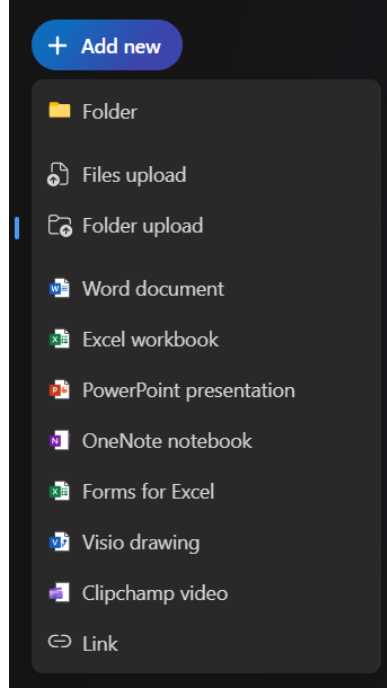 Add new
Folder
Files upload
Folder upload
Word document
Excel workbook
PowerPoint presentation
OneNote notebook
Forms for Excel
Visio drawing
Clipchamp video
Link